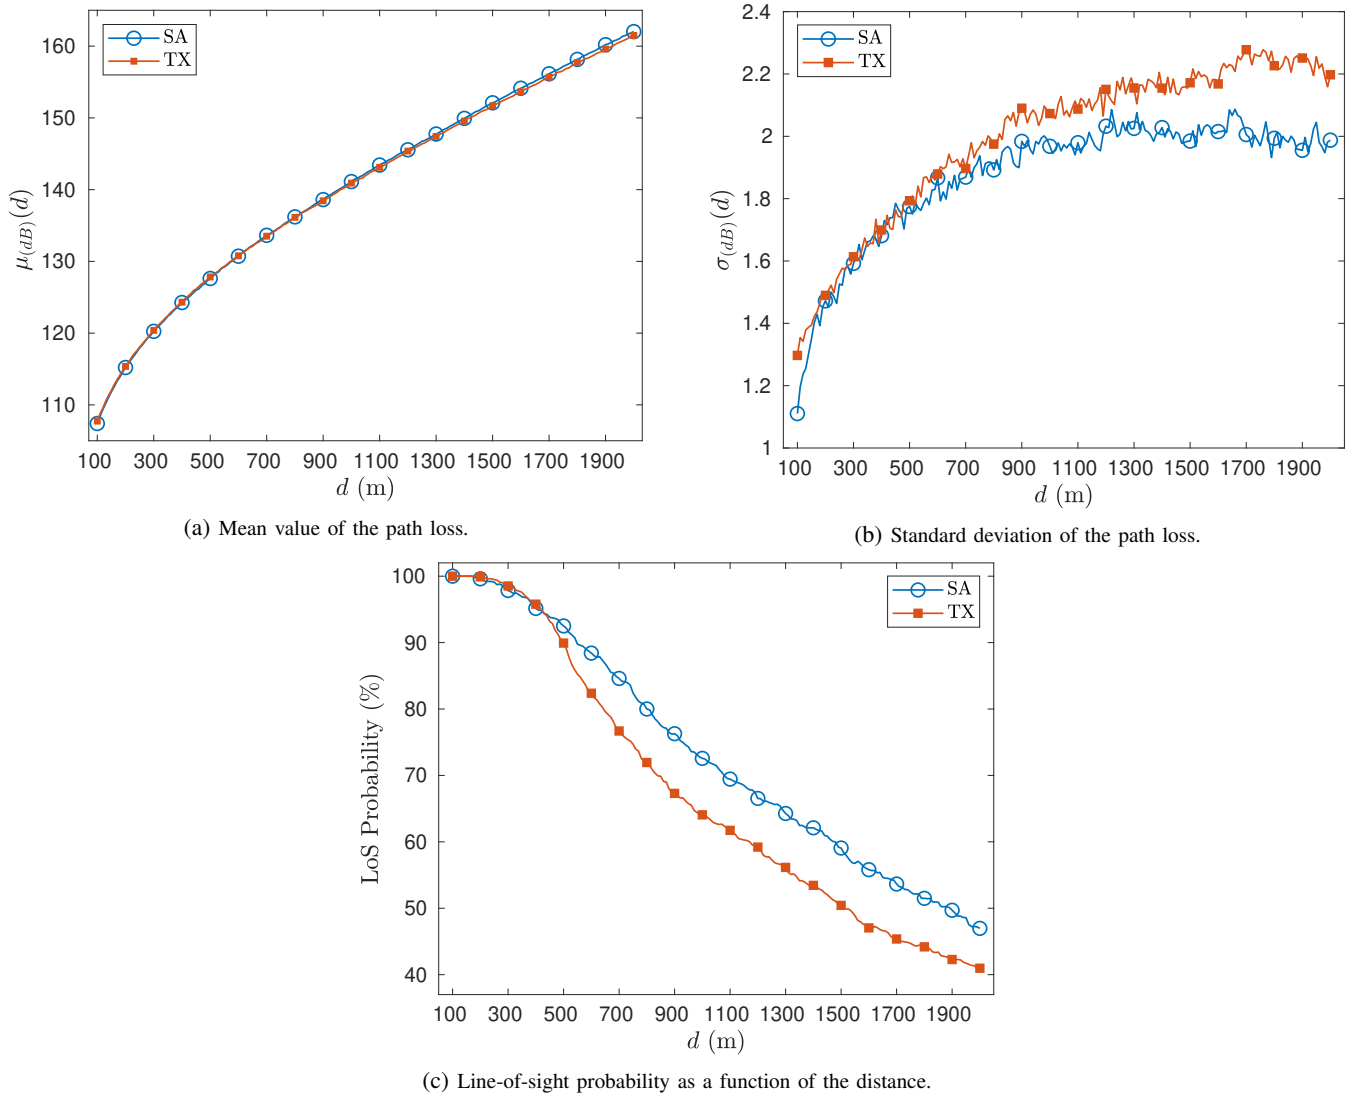 SA
TX
160
150
140
130
120
110
μ(dB)(d)
100 300 500 700 900 1100 1300 1500 1700 1900
d (m)
(a) Mean value of the path loss.
SA
TX
2.4
2.2
2
1.8
1.6
1.4
1.2
1
σ(dB)(d)
100 300 500 700 900 1100 1300 1500 1700 1900
d (m)
(b) Standard deviation of the path loss.
SA
TX
100
90
80
70
60
50
40
LoS Probability (%)
100 300 500 700 900 1100 1300 1500 1700 1900
d (m)
(c) Line-of-sight probability as a function of the distance.